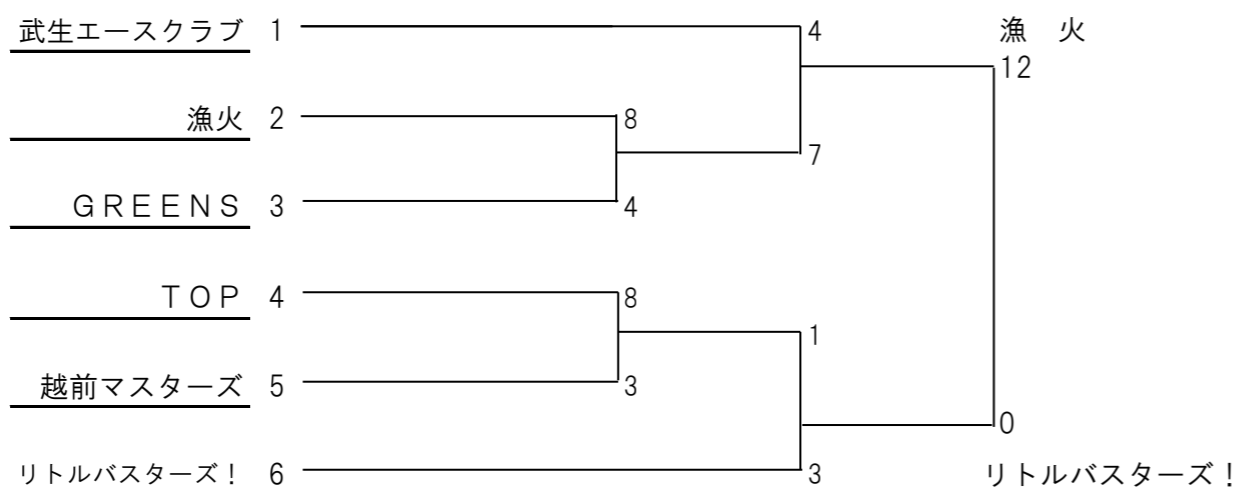 武生エースクラブ 1 4 漁　火
12
漁火 2 8
7
ＧＲＥＥＮＳ 3 4
ＴＯＰ 4 8
1
越前マスターズ 5 3
0
リトルバスターズ！ 6 3 リトルバスターズ！